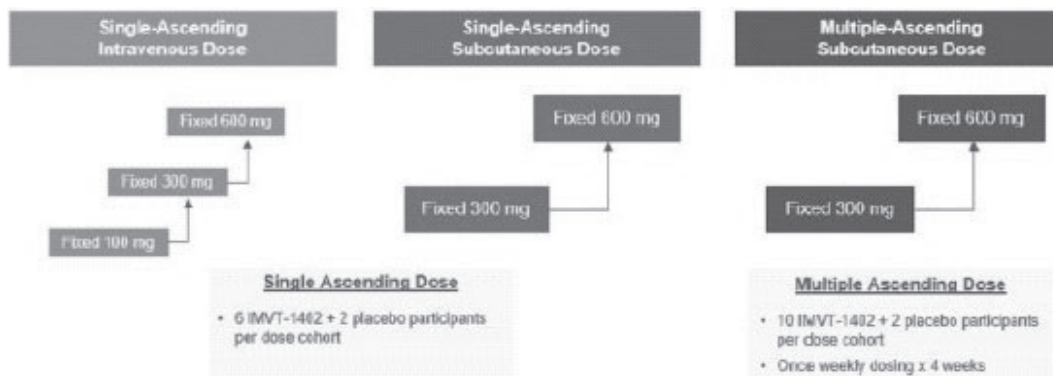 Single-Ascending
Intravenous Dose
Single-Ascending
Subcutaneous Dose
Multiple-Ascending
Subcutaneous Dose
Fixed 600 mg
Fixed 300 mg
Fixed 100 mg
Fixed 600 mg
Fixed 300 mg
Fixed 600 mg
Fixed 300 mg
Single Ascending Dose
• 6 IMVT-1402 + 2 placebo participants
per dose cohort
Multiple Ascending Dose
• 10 IMVT-1402 + 2 placebo participants
per dose cohort
• Once weekly dosing x 4 weeks